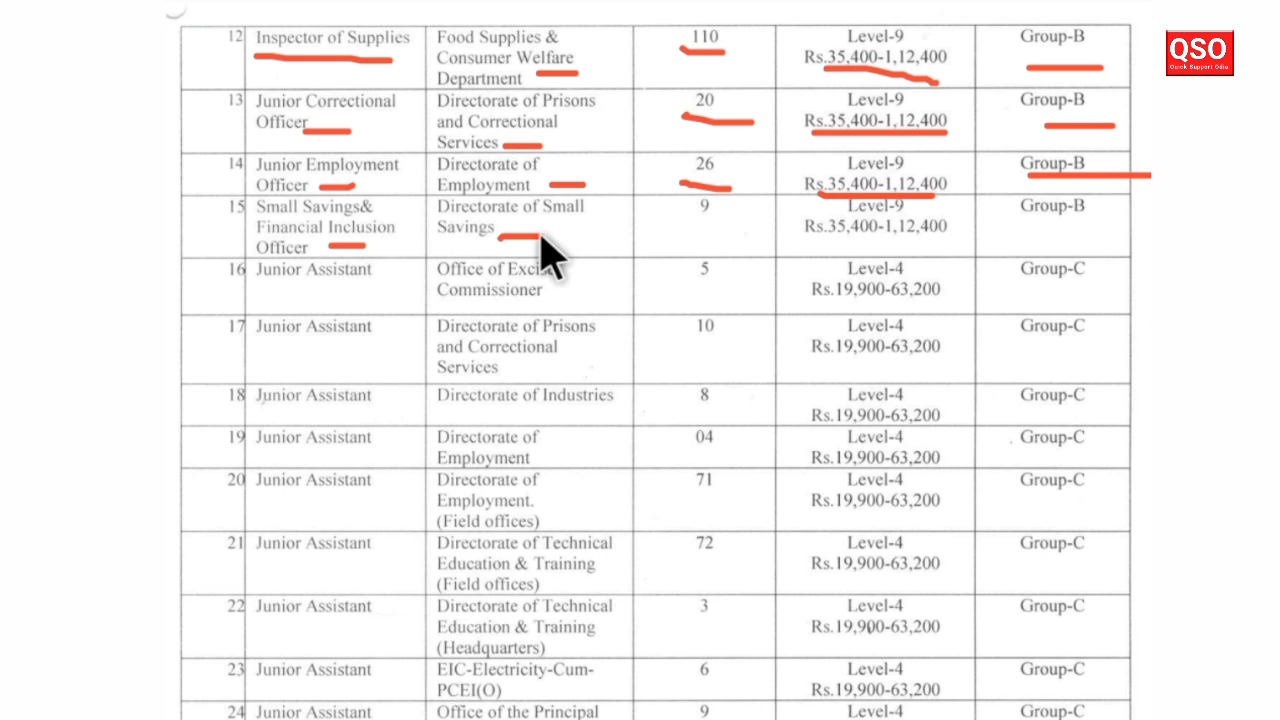 12 Inspector of Supplies Food Supplies & 110 Level-9 Group-B
Consumer Welfare Rs.35,400-1,12,400
Department
QSO
Quick Support Odia
13 Junior Correctional Directorate of Prisons 20 Level-9 Group-B
Officer and Correctional Rs.35,400-1,12,400
Services
14 Junior Employment Directorate of 26 Level-9 Group-B
Officer Employment Rs.35,400-1,12,400
15 Small Savings& Directorate of Small 9 Level-9 Group-B
Financial Inclusion Savings Rs.35,400-1,12,400
Officer
16 Junior Assistant Office of 5 Level-4 Group-C
Commissioner Rs.19,900-63,200
17 Junior Assistant Directorate of Prisons 10 Level-4 Group-C
and Correctional Rs.19,900-63,200
Services
18 Junior Assistant Directorate of Industries 8 Level-4 Group-C
Rs.19,900-63,200
19 Junior Assistant Directorate of 04 Level-4 Group-C
Employment Rs.19,900-63,200
20 Junior Assistant Directorate of 71 Level-4 Group-C
Employment. Rs.19,900-63,200
(Field offices)
21 Junior Assistant Directorate of Technical 72 Level-4 Group-C
Education & Training Rs.19,900-63,200
(Field offices)
22 Junior Assistant Directorate of Technical 3 Level-4 Group-C
Education & Training Rs.19,900-63,200
(Headquarters)
23 Junior Assistant EIC-Electricity-Cum- 6 Level-4 Group-C
PCEI(O) Rs.19,900-63,200
24 Junior Assistant Office of the Principal 9 Level-4 Group-C